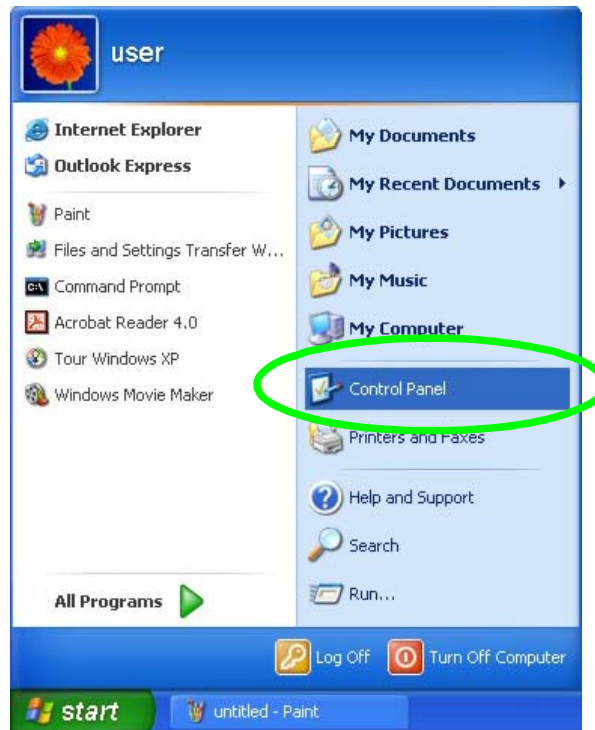 user
Internet Explorer
Outlook Express
Paint
Files and Settings Transfer W...
Command Prompt
Acrobat Reader 4.0
Tour Windows XP
Windows Movie Maker
All Programs
My Documents
My Recent Documents
My Pictures
My Music
My Computer
Control Panel
Printers and Faxes
Help and Support
Search
Run...
Log Off
Turn Off Computer
start
untitled - Paint